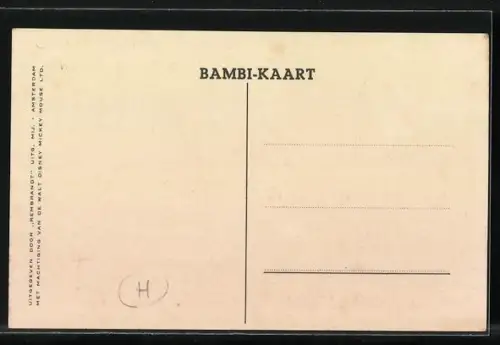 BAMBI-KAART
UITGEGEVEN DOOR „REMBRANDT" UITG. MIJ. - AMSTERDAM
MET MACHTIGING VAN DE WALT DISNEY MICKEY MOUSE LTD.
(H)